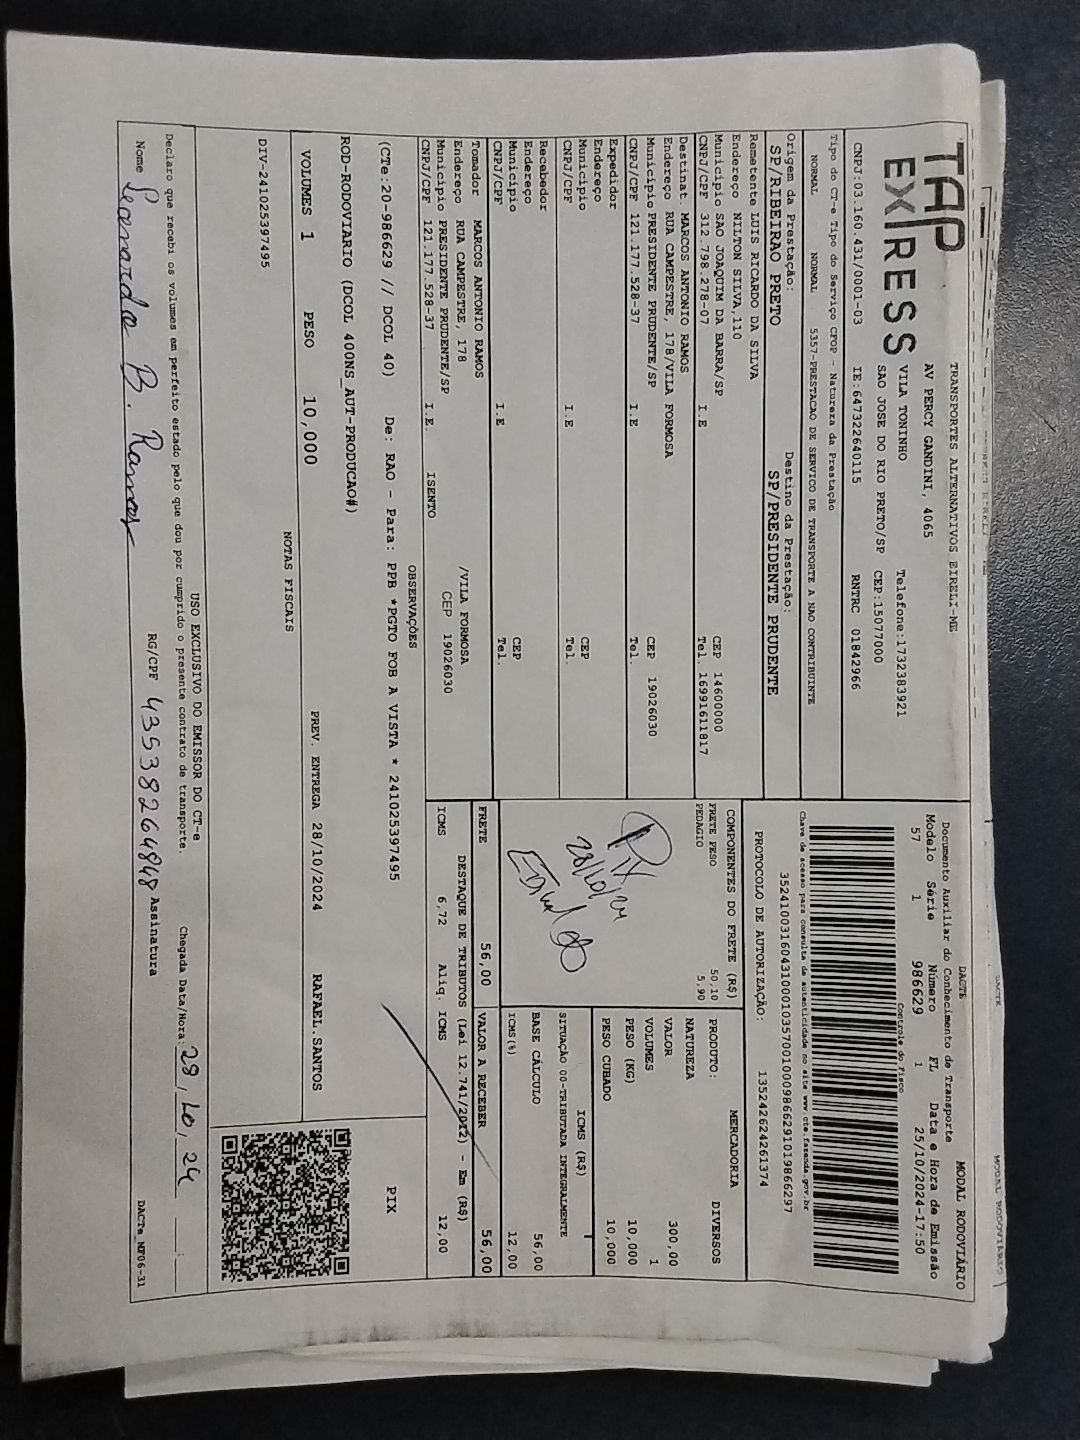 TAP
EXPRESS
TRANSPORTES ALTERNATIVOS EIRELI-ME
AV PERCY GANDINI, 4065
VILA TONINHO Telefone:1732383921
SAO JOSE DO RIO PRETO/SP CEP:15077000
CNPJ:03.160.431/0001-03 IE:647322640115 RNTRC 01842966
DACTE MODAL RODOVIÁRIO
Documento Auxiliar do Conhecimento de Transporte
Modelo Série Número FL Data e Hora de Emissão
57 1 986629 1 25/10/2024-17:50
Controle do Fisco
Chave de acesso para consulta de autenticidade no site www.cte.fazenda.gov.br
35241003160431000103570010009866291019866297
PROTOCOLO DE AUTORIZAÇÃO: 135242624261374
Tipo do CT-e Tipo do Serviço CFOP - Natureza da Prestação
NORMAL NORMAL 5357-PRESTACAO DE SERVICO DE TRANSPORTE A NAO CONTRIBUINTE
Origem da Prestação: Destino da Prestação:
SP/RIBEIRAO PRETO SP/PRESIDENTE PRUDENTE
Remetente LUIS RICARDO DA SILVA
Endereço NILTON SILVA,110
Município SAO JOAQUIM DA BARRA/SP CEP 14600000
CNPJ/CPF 312.798.278-07 I.E Tel. 16991611817
Destinat. MARCOS ANTONIO RAMOS
Endereço RUA CAMPESTRE, 178/VILA FORMOSA
Município PRESIDENTE PRUDENTE/SP CEP 19026030
CNPJ/CPF 121.177.528-37 I.E Tel.
Expedidor
Endereço
Município CEP
CNPJ/CPF I.E Tel.
Recebedor
Endereço
Município CEP
CNPJ/CPF I.E Tel.
Tomador MARCOS ANTONIO RAMOS
Endereço RUA CAMPESTRE, 178 /VILA FORMOSA
Município PRESIDENTE PRUDENTE/SP CEP 19026030
CNPJ/CPF 121.177.528-37 I.E. ISENTO
COMPONENTES DO FRETE (R$)
FRETE PESO 50,10
PEDAGIO 5,90
PIX
28/10/24
MERCADORIA
PRODUTO: DIVERSOS
NATUREZA
VALOR 300,00
VOLUMES 1
PESO (KG) 10,000
PESO CUBADO 10,000
ICMS (R$)
SITUAÇÃO 00-TRIBUTADA INTEGRALMENTE
BASE CÁLCULO 56,00
ICMS(%) 12,00
FRETE 56,00 VALOR A RECEBER 56,00
DESTAQUE DE TRIBUTOS (Lei 12.741/2012) - Em (R$)
ICMS 6,72 Aliq. ICMS 12,00
OBSERVAÇÕES
(CTe:20-986629 // DCOL 40) De: RAO - Para: PPB *PGTO FOB A VISTA * 241025397495
ROD-RODOVIARIO (DCOL 400NS_AUT-PRODUCAO#)
PIX
VOLUMES 1 PESO 10,000 PREV. ENTREGA 28/10/2024 RAFAEL.SANTOS
NOTAS FISCAIS
DIV-241025397495
USO EXCLUSIVO DO EMISSOR DO CT-e
Declaro que recebi os volumes em perfeito estado pelo que dou por cumprido o presente contrato de transporte. Chegada Data/Hora: 28/10/24 :
Nome Leonardo B. Ramos RG/CPF 43538264848 Assinatura DACTe_NF06-31